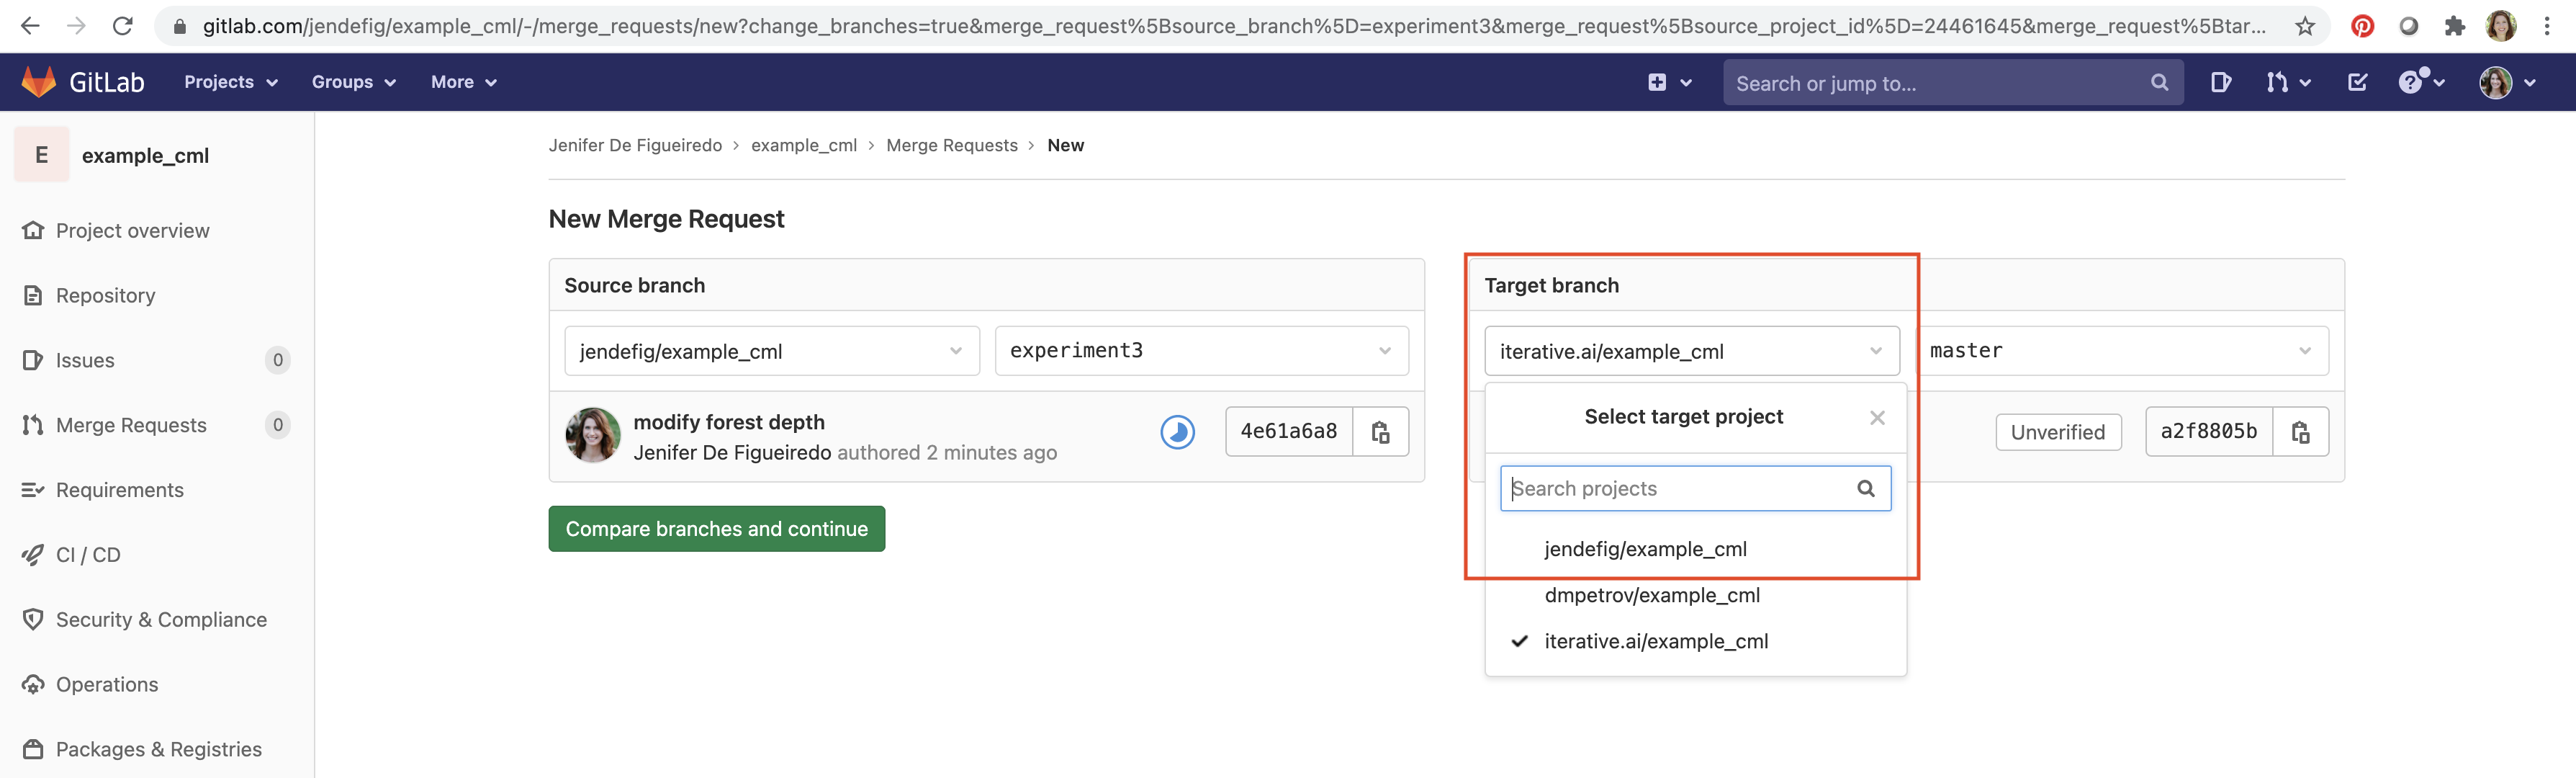 gitlab.com/jendefig/example_cml/-/merge_requests/new?change_branches=true&merge_request%5Bsource_branch%5D=experiment3&merge_request%5Bsource_project_id%5D=24461645&merge_request%5Btar...
GitLab Projects Groups More Search or jump to...
E example_cml
Jenifer De Figueiredo > example_cml > Merge Requests > New
Project overview
Repository
Issues 0
Merge Requests 0
Requirements
CI / CD
Security & Compliance
Operations
Packages & Registries
New Merge Request
Source branch
jendefig/example_cml experiment3
modify forest depth
Jenifer De Figueiredo authored 2 minutes ago
4e61a6a8
Compare branches and continue
Target branch
iterative.ai/example_cml master
Unverified a2f8805b
Select target project
Search projects
jendefig/example_cml
dmpetrov/example_cml
iterative.ai/example_cml